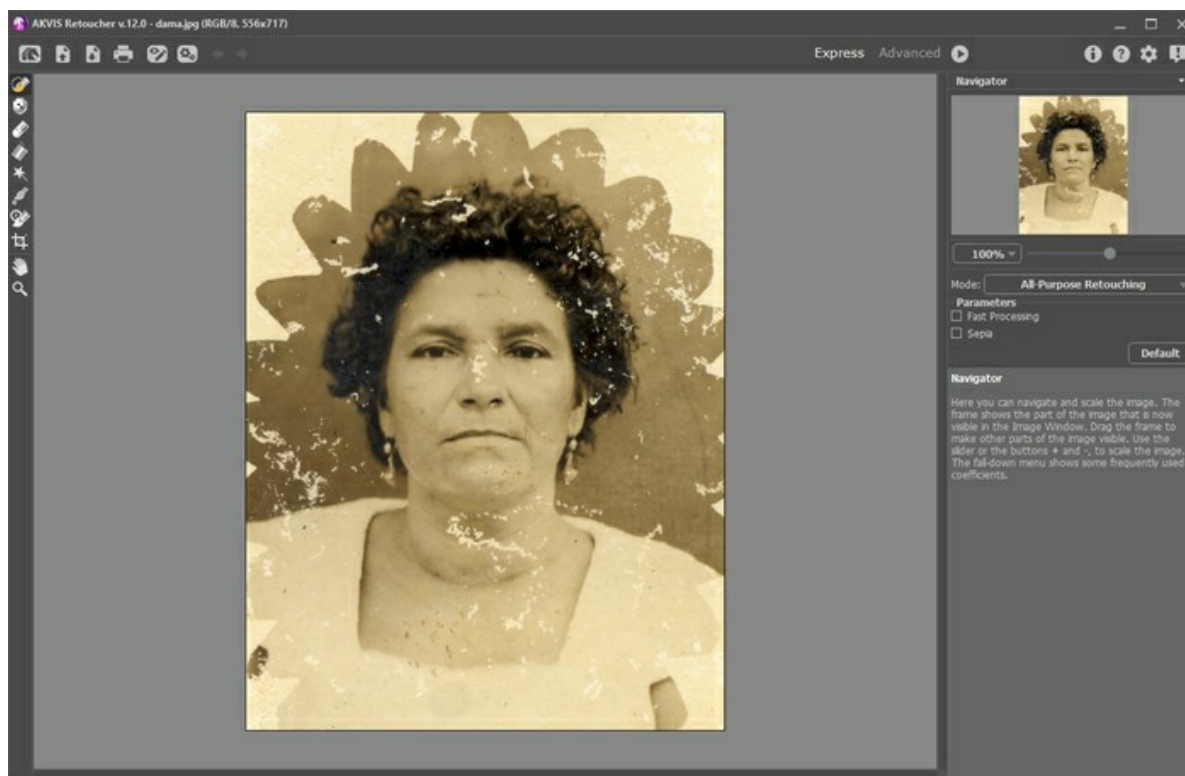 AKVIS Retoucher v.12.0 - dama.jpg (RGB/8, 556x717)
Express Advanced
Navigator
100%
Mode: All-Purpose Retouching
Parameters
Fast Processing
Sepia
Default
Navigator
Here you can navigate and scale the image. The
frame shows the part of the image that is now
visible in the Image Window. Drag the frame to
make other parts of the image visible. Use the
slider or the buttons + and -, to scale the image.
The fall-down menu shows some frequently used
coefficients.